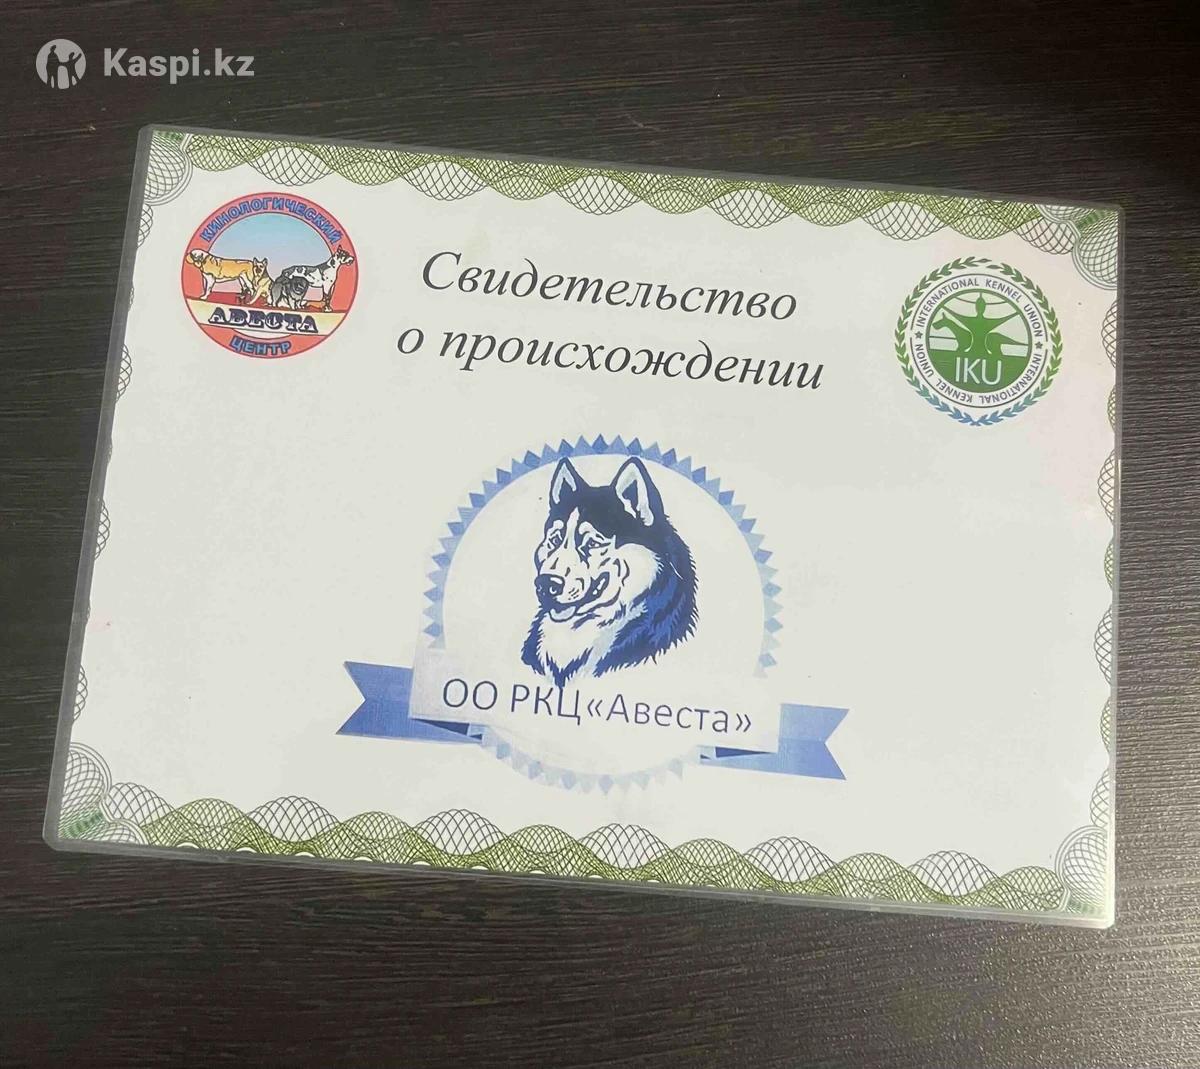 Kaspi.kz
КИНОЛОГИЧЕСКИЙ
АВЕСТА
ЦЕНТР
Свидетельство
о происхождении
INTERNATIONAL KENNEL UNION
IKU
INTERNATIONAL KENNEL UNION
ОО РКЦ«Авеста»